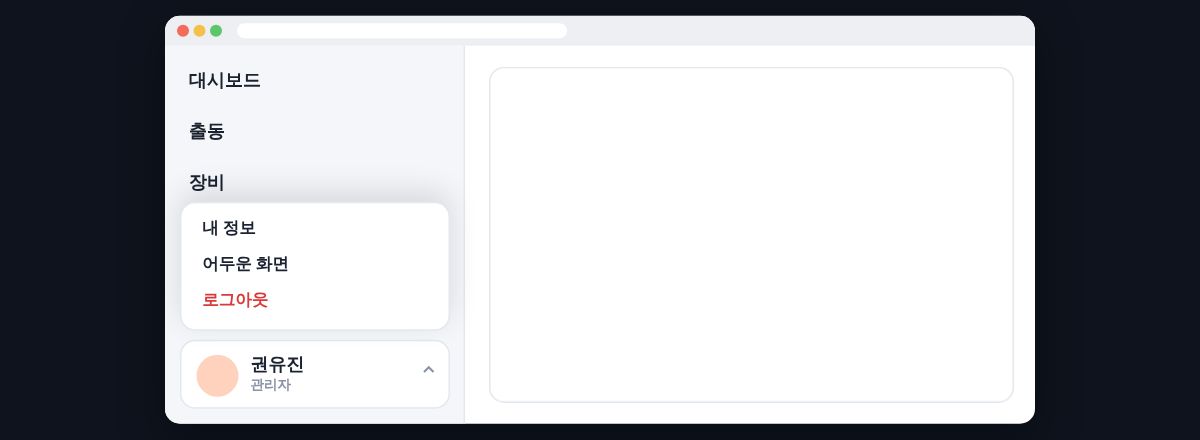 대시보드
출동
장비
내 정보
어두운 화면
로그아웃
권유진
관리자